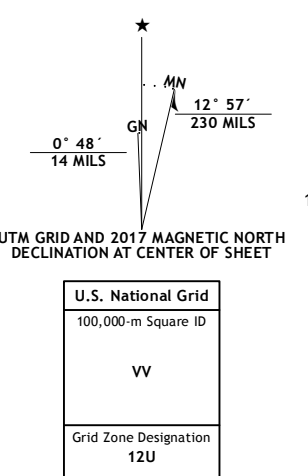 ★
MN
GN
12° 57´
230 MILS
0° 48´
14 MILS
UTM GRID AND 2017 MAGNETIC NORTH
DECLINATION AT CENTER OF SHEET
U.S. National Grid
100,000-m Square ID
VV
Grid Zone Designation
12U